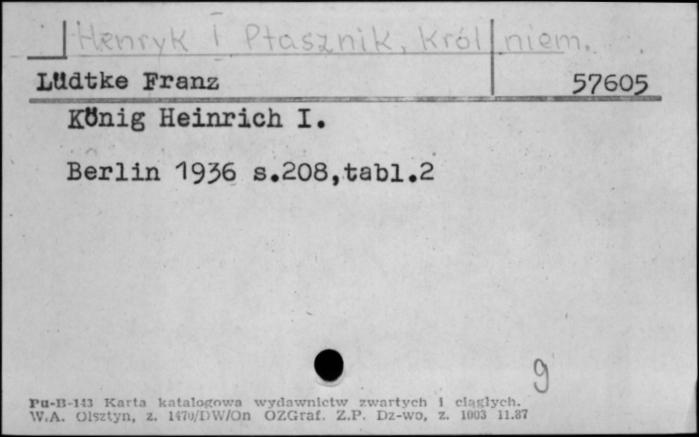 Henryk I Ptasznik, król niem.
Lüdtke Franz 57605
König Heinrich I.
Berlin 1936 s.208,tabl.2
g
Pu-B-143 Karta katalogowa wydawnictw zwartych i ciągłych.
W.A. Olsztyn, z. 1470/DW/On OZGraf. Z.P. Dz-wo, z. 1003 11.87